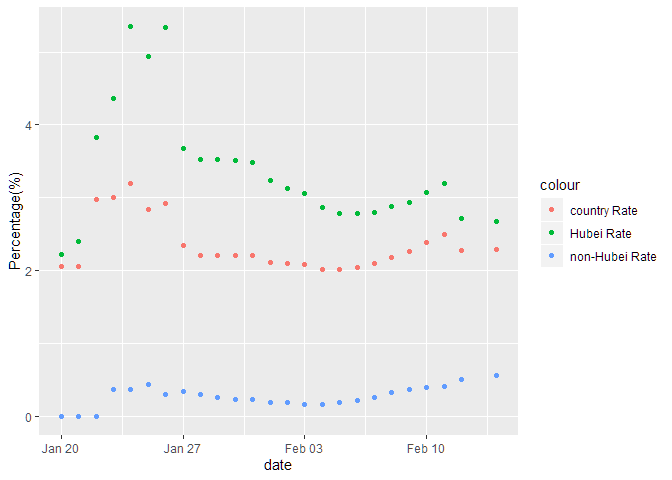 Percentage(%)
4
2
0
Jan 20
Jan 27
Feb 03
Feb 10
date
colour
country Rate
Hubei Rate
non-Hubei Rate